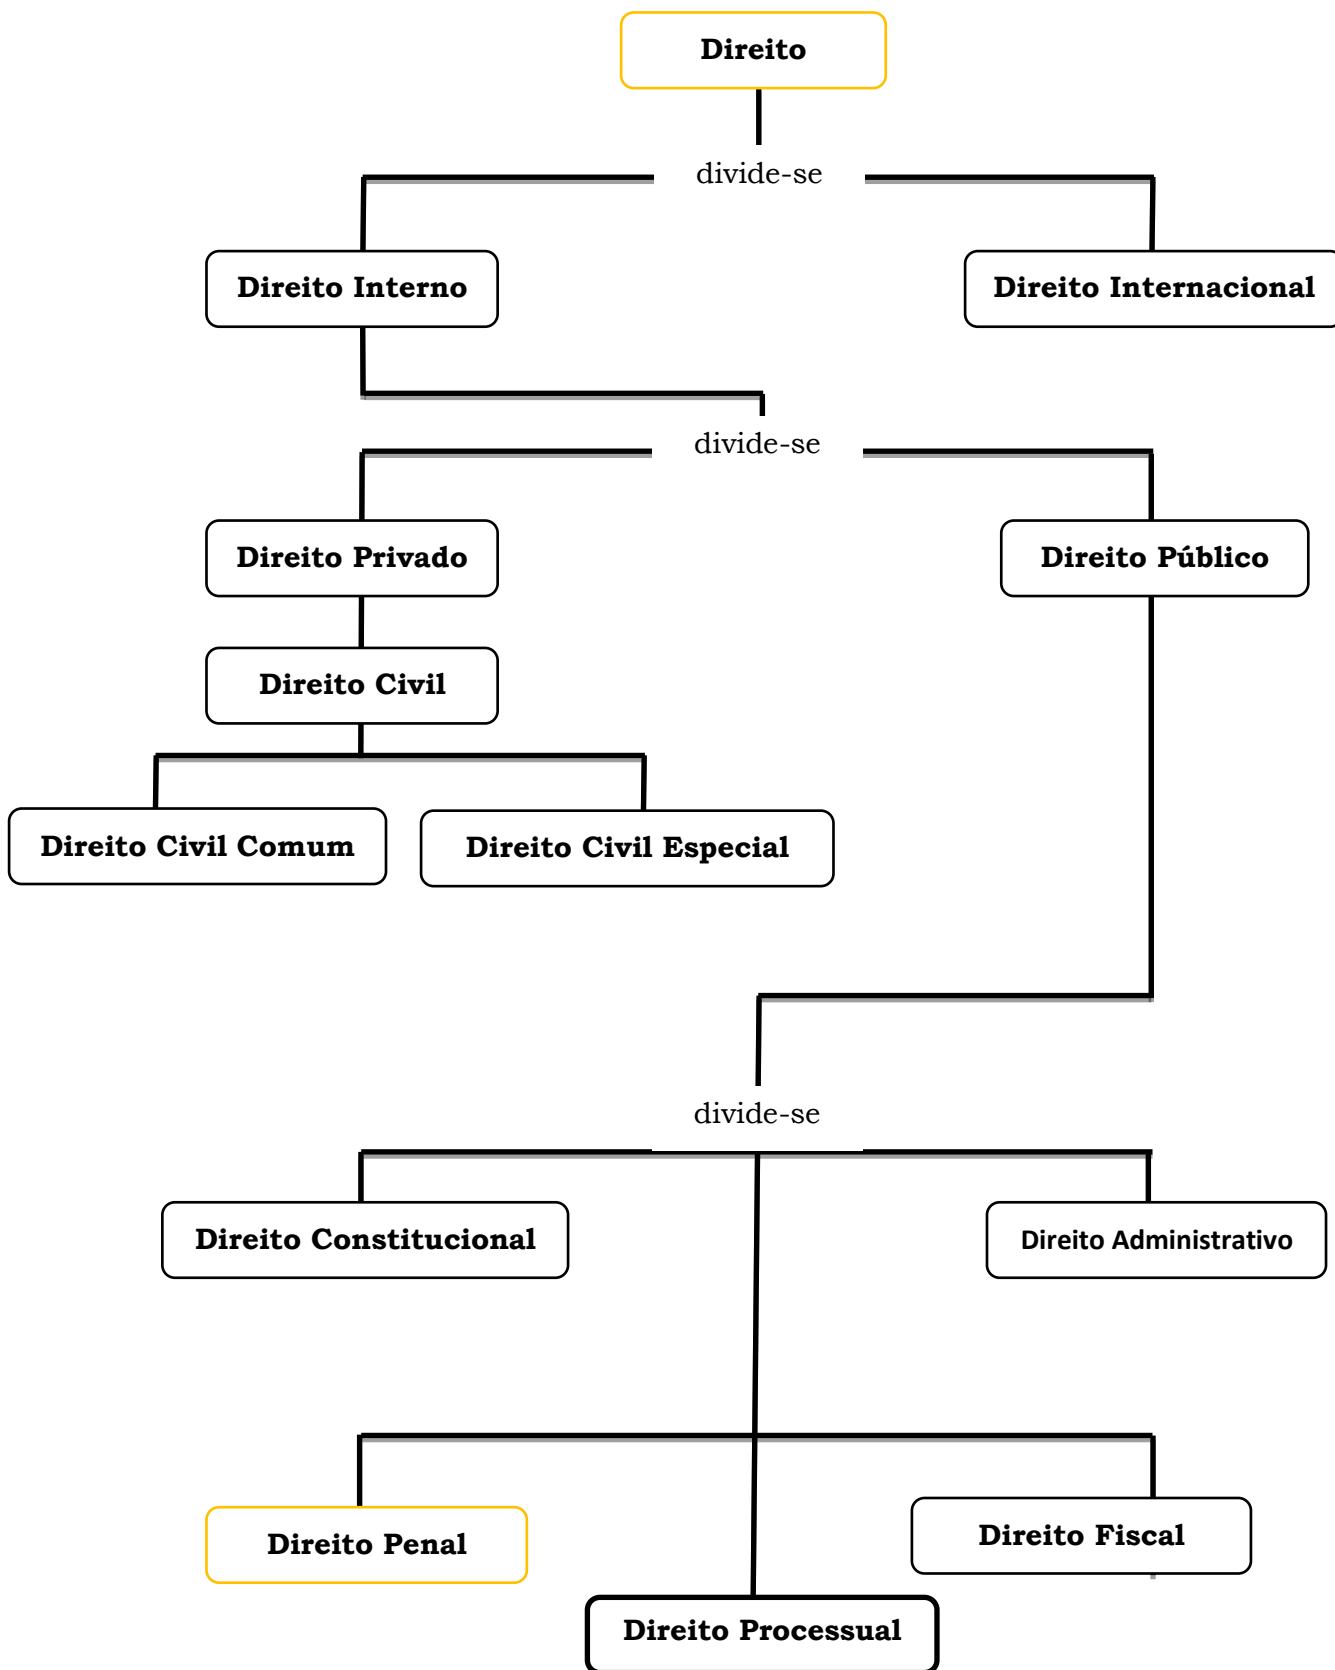 Direito
divide-se
Direito Interno
Direito Internacional
divide-se
Direito Privado
Direito Público
Direito Civil
Direito Civil Comum
Direito Civil Especial
divide-se
Direito Constitucional
Direito Administrativo
Direito Penal
Direito Fiscal
Direito Processual